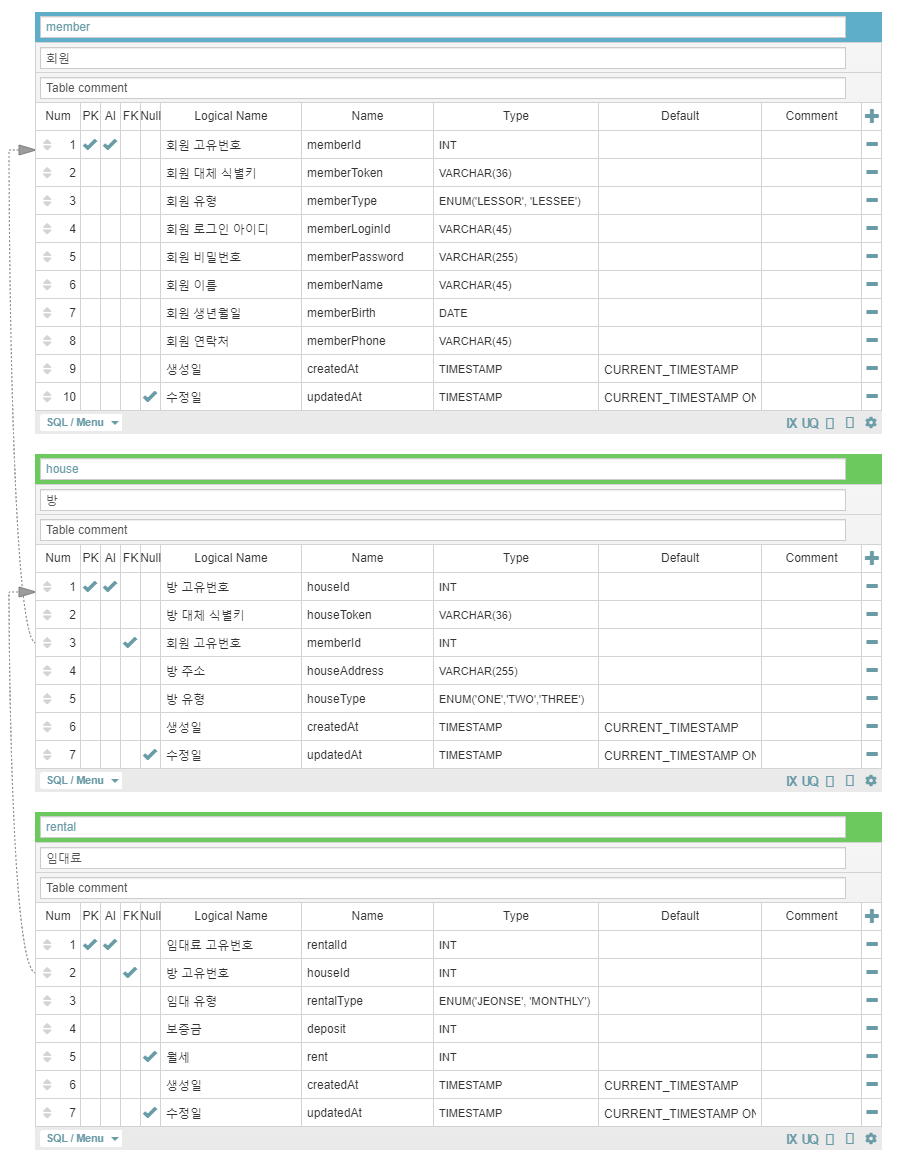 member
회원
Table comment
Num PK AI FK Null Logical Name Name Type Default Comment
1 회원 고유번호 memberId INT
2 회원 대체 식별키 memberToken VARCHAR(36)
3 회원 유형 memberType ENUM('LESSOR', 'LESSEE')
4 회원 로그인 아이디 memberLoginId VARCHAR(45)
5 회원 비밀번호 memberPassword VARCHAR(255)
6 회원 이름 memberName VARCHAR(45)
7 회원 생년월일 memberBirth DATE
8 회원 연락처 memberPhone VARCHAR(45)
9 생성일 createdAt TIMESTAMP CURRENT_TIMESTAMP
10 수정일 updatedAt TIMESTAMP CURRENT_TIMESTAMP ON
SQL / Menu IX UQ
house
방
Table comment
Num PK AI FK Null Logical Name Name Type Default Comment
1 방 고유번호 houseId INT
2 방 대체 식별키 houseToken VARCHAR(36)
3 회원 고유번호 memberId INT
4 방 주소 houseAddress VARCHAR(255)
5 방 유형 houseType ENUM('ONE','TWO','THREE')
6 생성일 createdAt TIMESTAMP CURRENT_TIMESTAMP
7 수정일 updatedAt TIMESTAMP CURRENT_TIMESTAMP ON
SQL / Menu IX UQ
rental
임대료
Table comment
Num PK AI FK Null Logical Name Name Type Default Comment
1 임대료 고유번호 rentalId INT
2 방 고유번호 houseId INT
3 임대 유형 rentalType ENUM('JEONSE', 'MONTHLY')
4 보증금 deposit INT
5 월세 rent INT
6 생성일 createdAt TIMESTAMP CURRENT_TIMESTAMP
7 수정일 updatedAt TIMESTAMP CURRENT_TIMESTAMP ON
SQL / Menu IX UQ